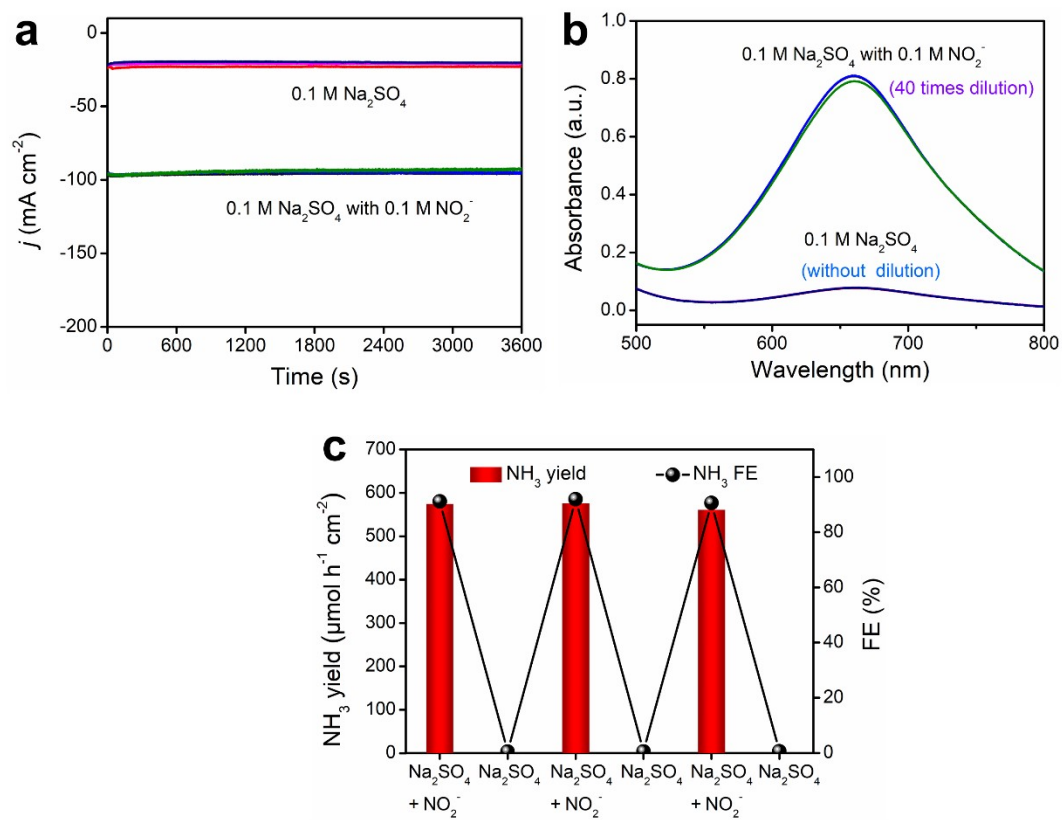 a
0
-50
-100
-150
-200
j (mA cm⁻²)
0.1 M Na₂SO₄
0.1 M Na₂SO₄ with 0.1 M NO₂⁻
0 600 1200 1800 2400 3000 3600
Time (s)
b
1.0
0.8
0.6
0.4
0.2
0.0
Absorbance (a.u.)
0.1 M Na₂SO₄ with 0.1 M NO₂⁻
(40 times dilution)
0.1 M Na₂SO₄
(without dilution)
500 600 700 800
Wavelength (nm)
c
700
600
500
400
300
200
100
0
NH₃ yield (μmol h⁻¹ cm⁻²)
NH₃ yield NH₃ FE
100
80
60
40
20
0
FE (%)
Na₂SO₄ Na₂SO₄ Na₂SO₄ Na₂SO₄ Na₂SO₄ Na₂SO₄
+ NO₂⁻ + NO₂⁻ + NO₂⁻